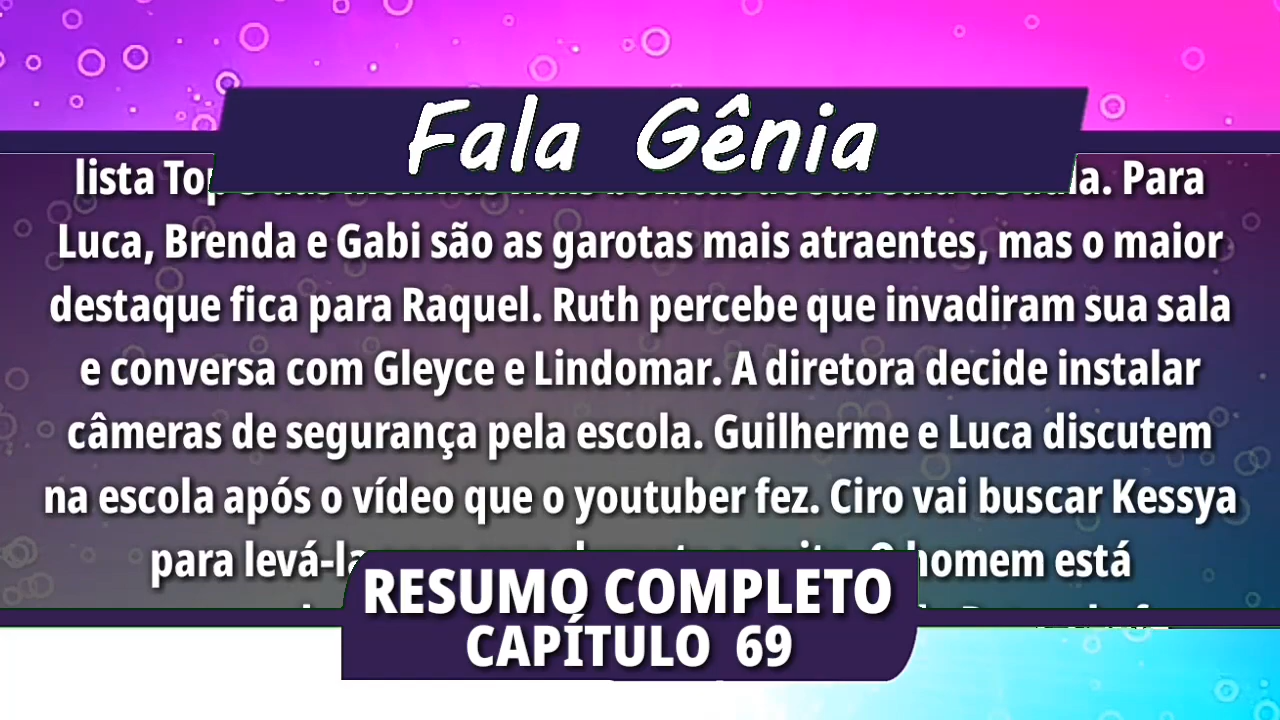 Fala Gênia
lista Top a. Para
Luca, Brenda e Gabi são as garotas mais atraentes, mas o maior
destaque fica para Raquel. Ruth percebe que invadiram sua sala
e conversa com Gleyce e Lindomar. A diretora decide instalar
câmeras de segurança pela escola. Guilherme e Luca discutem
na escola após o vídeo que o youtuber fez. Ciro vai buscar Kessya
para levá-la homem está
RESUMO COMPLETO
CAPÍTULO 69